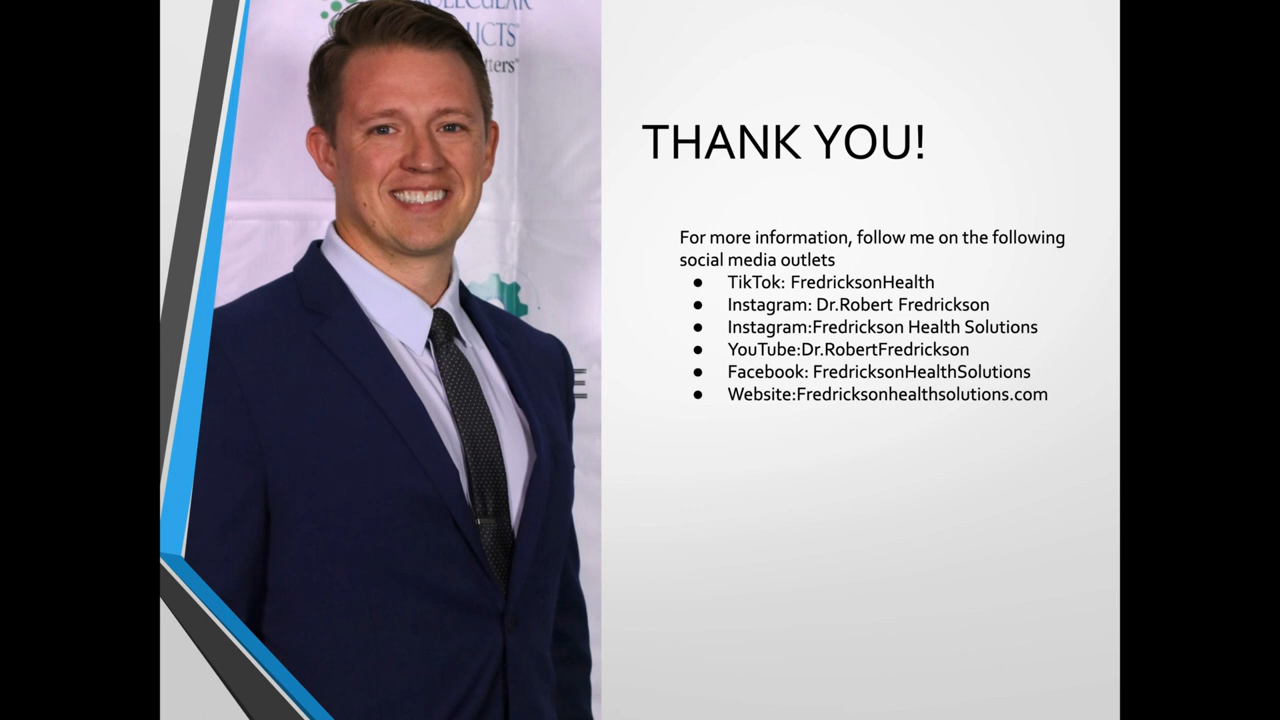 UCTS
THANK YOU!
For more information, follow me on the following
social media outlets
● TikTok: FredricksonHealth
● Instagram: Dr.Robert Fredrickson
● Instagram:Fredrickson Health Solutions
● YouTube:Dr.RobertFredrickson
● Facebook: FredricksonHealthSolutions
● Website:Fredricksonhealthsolutions.com